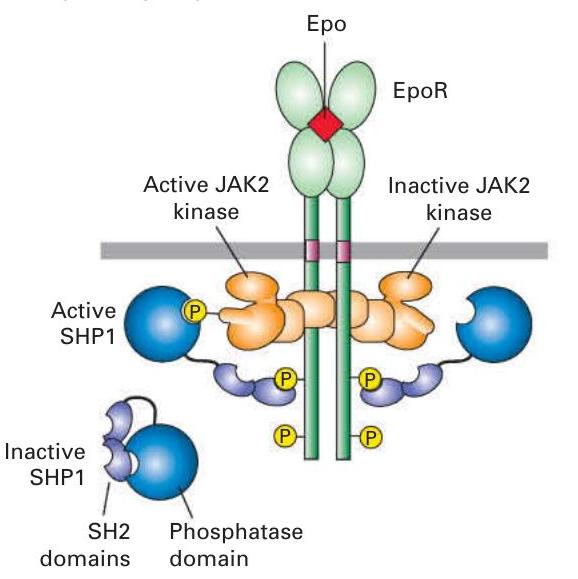 Epo
EpoR
Active JAK2
kinase
Inactive JAK2
kinase
Active
SHP1
P
P
P
P
P
Inactive
SHP1
SH2
domains
Phosphatase
domain